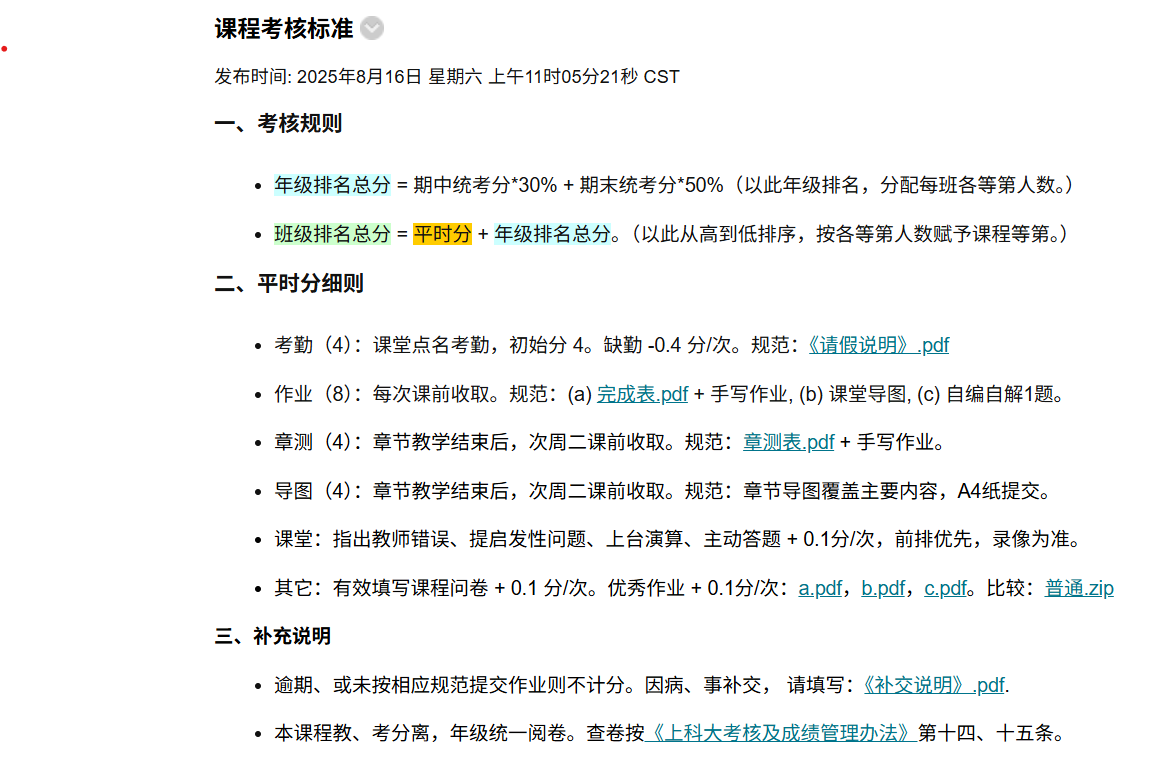 课程考核标准
发布时间: 2025年8月16日 星期六 上午11时05分21秒 CST
一、考核规则
• 年级排名总分 = 期中统考分*30% + 期末统考分*50%（以此年级排名，分配每班各等第人数。）
• 班级排名总分 = 平时分 + 年级排名总分。（以此从高到低排序，按各等第人数赋予课程等第。）
二、平时分细则
• 考勤（4）：课堂点名考勤，初始分 4。缺勤 -0.4 分/次。规范：《请假说明》.pdf
• 作业（8）：每次课前收取。规范：(a) 完成表.pdf + 手写作业, (b) 课堂导图, (c) 自编自解1题。
• 章测（4）：章节教学结束后，次周二课前收取。规范：章测表.pdf + 手写作业。
• 导图（4）：章节教学结束后，次周二课前收取。规范：章节导图覆盖主要内容，A4纸提交。
• 课堂：指出教师错误、提启发性问题、上台演算、主动答题 + 0.1分/次，前排优先，录像为准。
• 其它：有效填写课程问卷 + 0.1 分/次。优秀作业 + 0.1分/次：a.pdf，b.pdf，c.pdf。比较：普通.zip
三、补充说明
• 逾期、或未按相应规范提交作业则不计分。因病、事补交， 请填写：《补交说明》.pdf.
• 本课程教、考分离，年级统一阅卷。查卷按《上科大考核及成绩管理办法》第十四、十五条。